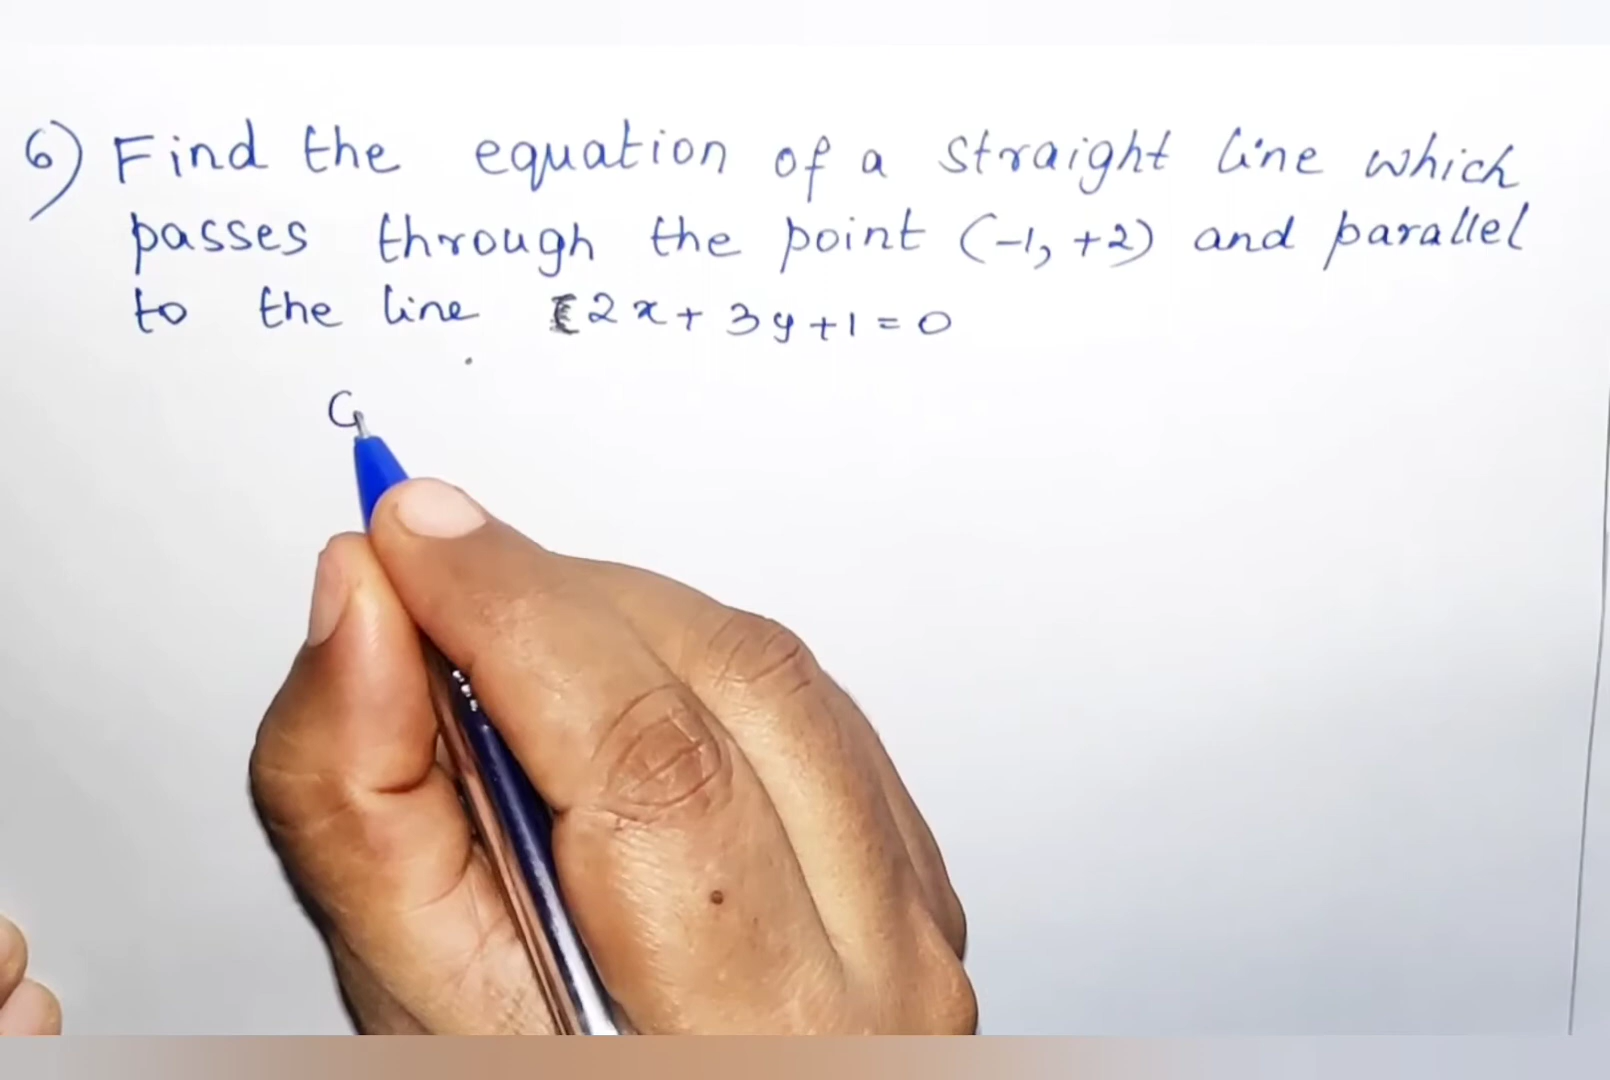 6) Find the equation of a straight line which
passes through the point (-1, +2) and parallel
to the line 2x + 3y + 1 = 0
G